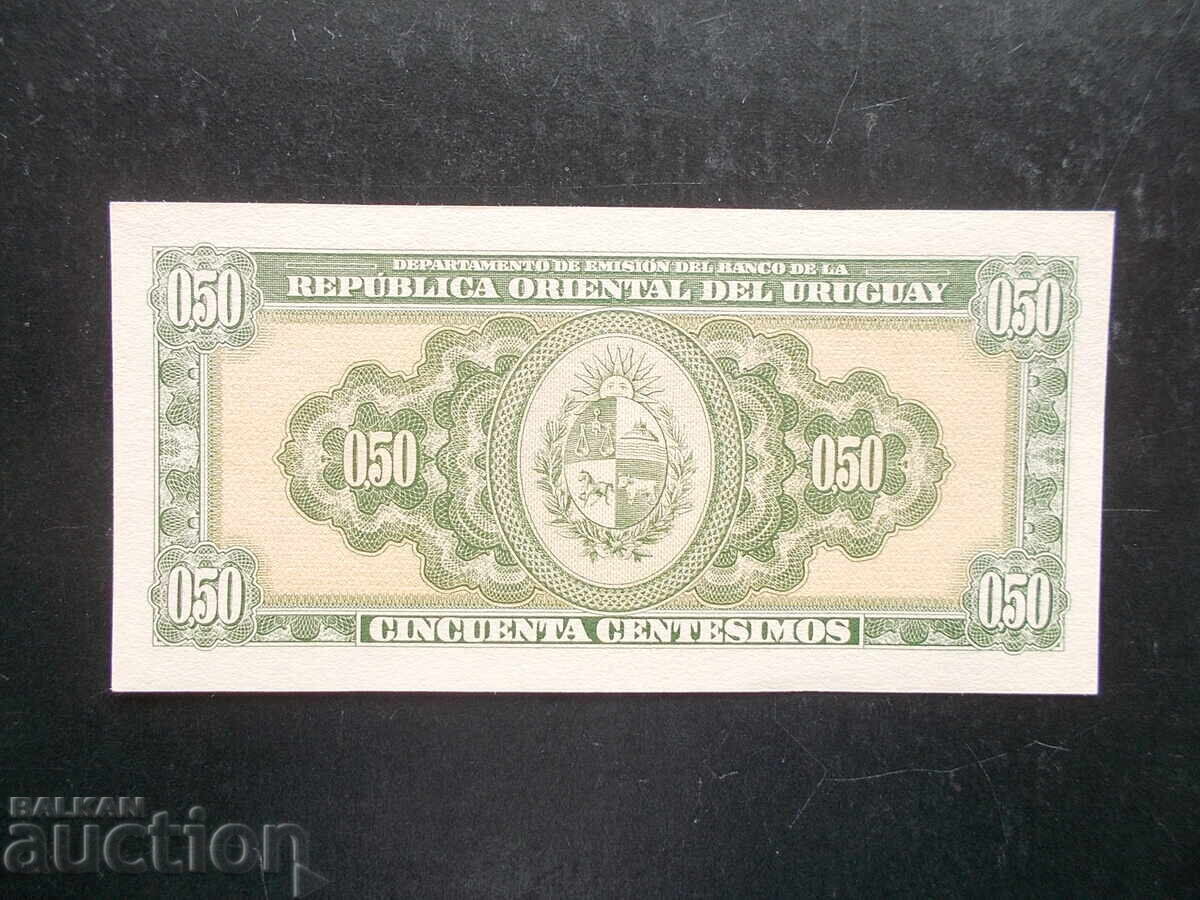 DEPARTAMENTO DE EMISIÓN DEL BANCO DE LA
REPÚBLICA ORIENTAL DEL URUGUAY
0,50 0,50
0,50 0,50
0,50 0,50
CINCUENTA CENTESIMOS
BALKAN
auction